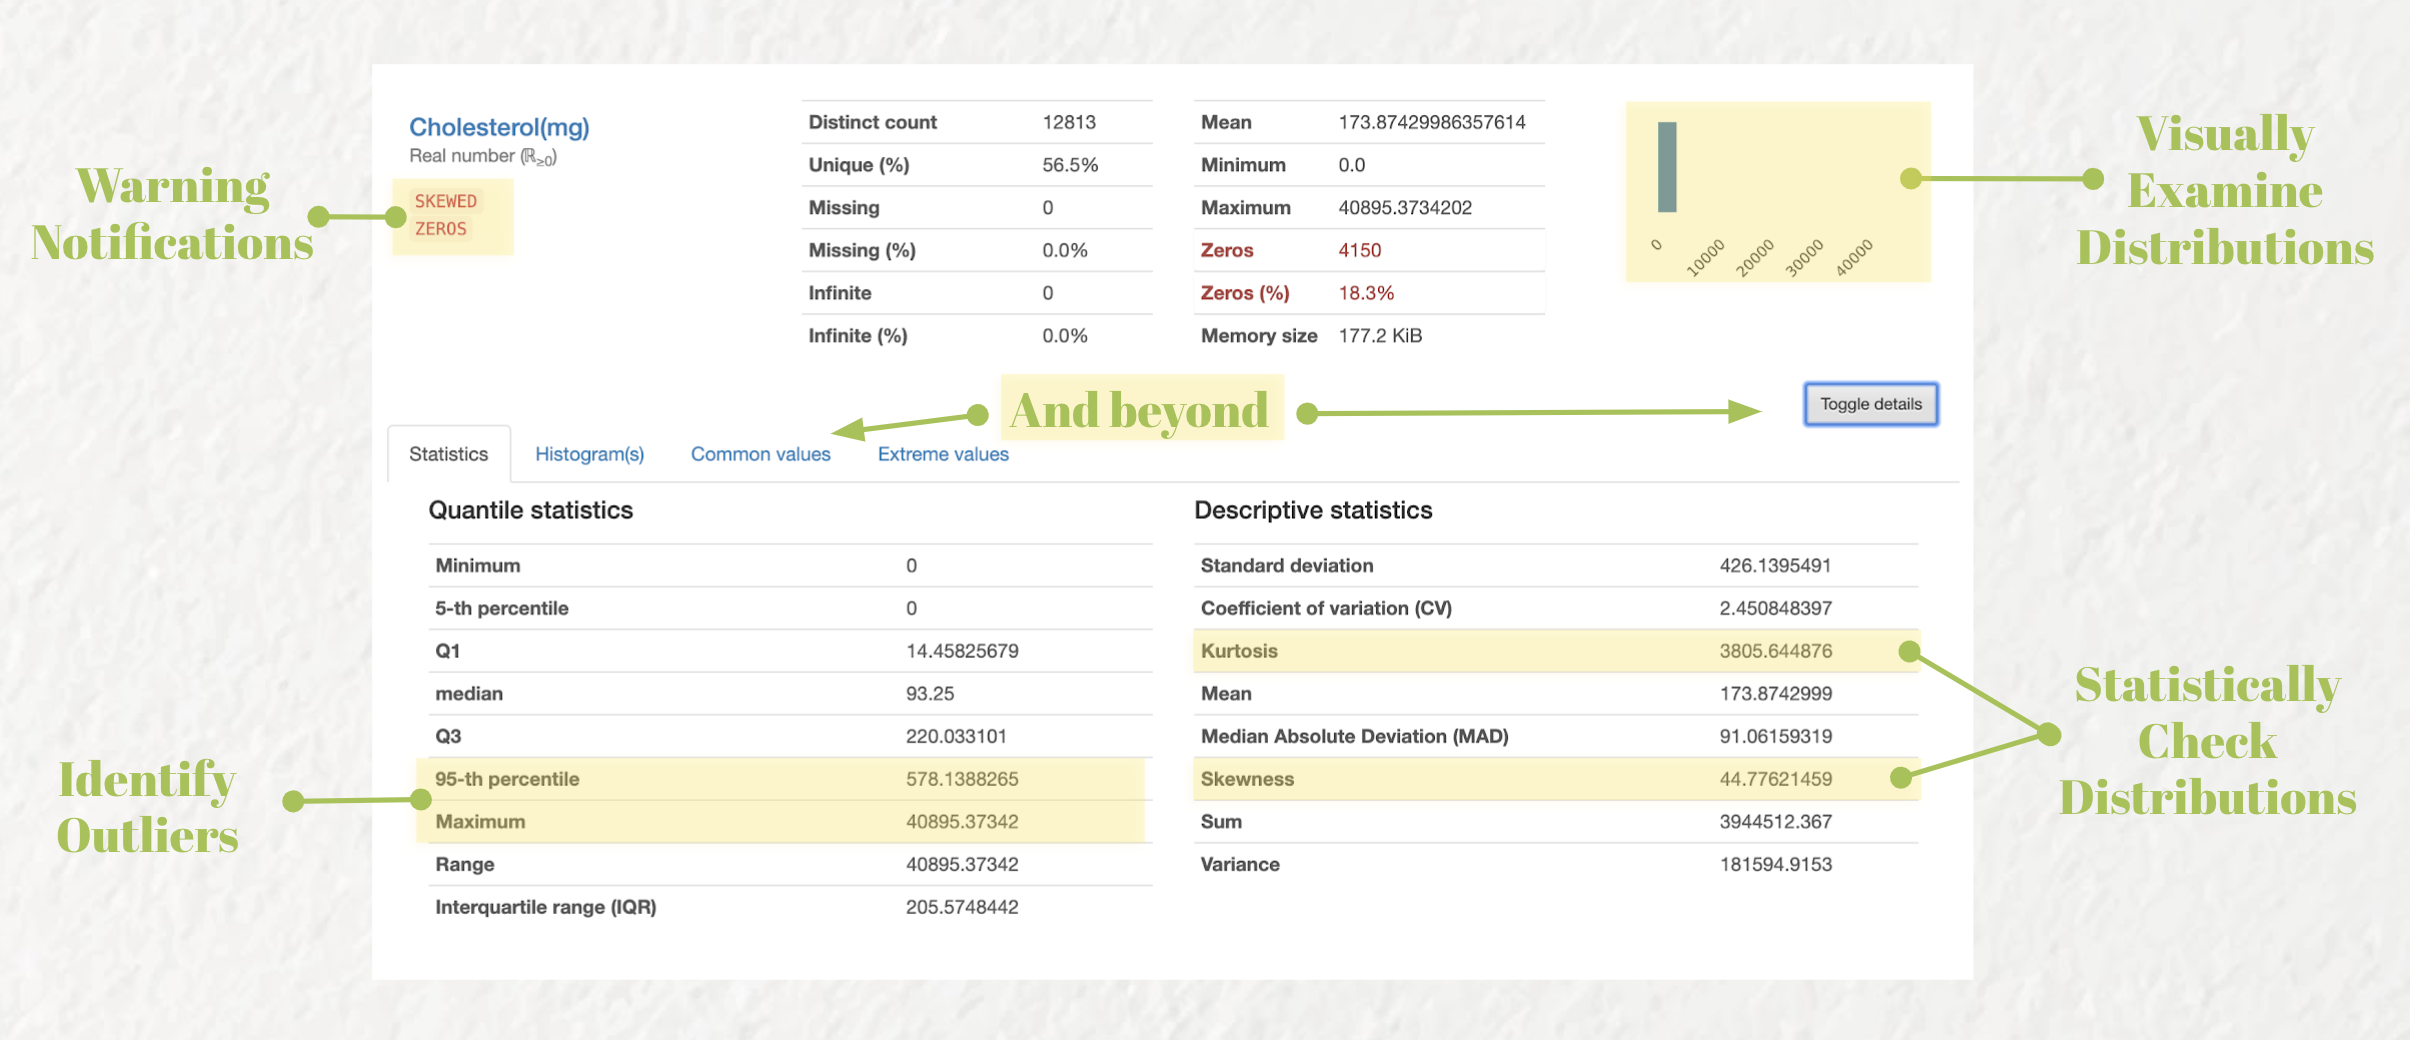 Warning
Notifications
Cholesterol(mg)
Real number (ℝ≥0)
SKEWED
ZEROS
Distinct count 12813
Unique (%) 56.5%
Missing 0
Missing (%) 0.0%
Infinite 0
Infinite (%) 0.0%
Mean 173.87429986357614
Minimum 0.0
Maximum 40895.3734202
Zeros 4150
Zeros (%) 18.3%
Memory size 177.2 KiB
0 10000 20000 30000 40000
Visually
Examine
Distributions
And beyond
Toggle details
Statistics Histogram(s) Common values Extreme values
Quantile statistics
Minimum 0
5-th percentile 0
Q1 14.45825679
median 93.25
Q3 220.033101
95-th percentile 578.1388265
Maximum 40895.37342
Range 40895.37342
Interquartile range (IQR) 205.5748442
Identify
Outliers
Descriptive statistics
Standard deviation 426.1395491
Coefficient of variation (CV) 2.450848397
Kurtosis 3805.644876
Mean 173.8742999
Median Absolute Deviation (MAD) 91.06159319
Skewness 44.77621459
Sum 3944512.367
Variance 181594.9153
Statistically
Check
Distributions